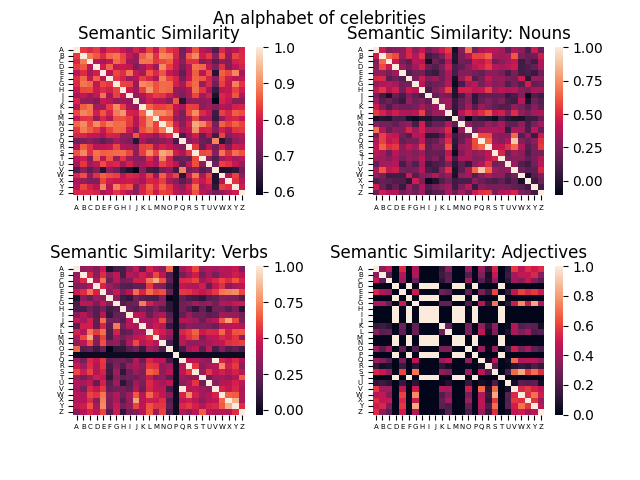 An alphabet of celebrities
Semantic Similarity
Semantic Similarity: Nouns
A
B
C
D
E
F
G
H
I
J
K
L
M
N
O
P
Q
R
S
T
U
V
W
X
Y
Z
A B C D E F G H I J K L M N O P Q R S T U V W X Y Z
1.0
0.9
0.8
0.7
0.6
A
B
C
D
E
F
G
H
I
J
K
L
M
N
O
P
Q
R
S
T
U
V
W
X
Y
Z
A B C D E F G H I J K L M N O P Q R S T U V W X Y Z
1.00
0.75
0.50
0.25
0.00
Semantic Similarity: Verbs
Semantic Similarity: Adjectives
A
B
C
D
E
F
G
H
I
J
K
L
M
N
O
P
Q
R
S
T
U
V
W
X
Y
Z
A B C D E F G H I J K L M N O P Q R S T U V W X Y Z
1.00
0.75
0.50
0.25
0.00
A
B
C
D
E
F
G
H
I
J
K
L
M
N
O
P
Q
R
S
T
U
V
W
X
Y
Z
A B C D E F G H I J K L M N O P Q R S T U V W X Y Z
1.0
0.8
0.6
0.4
0.2
0.0